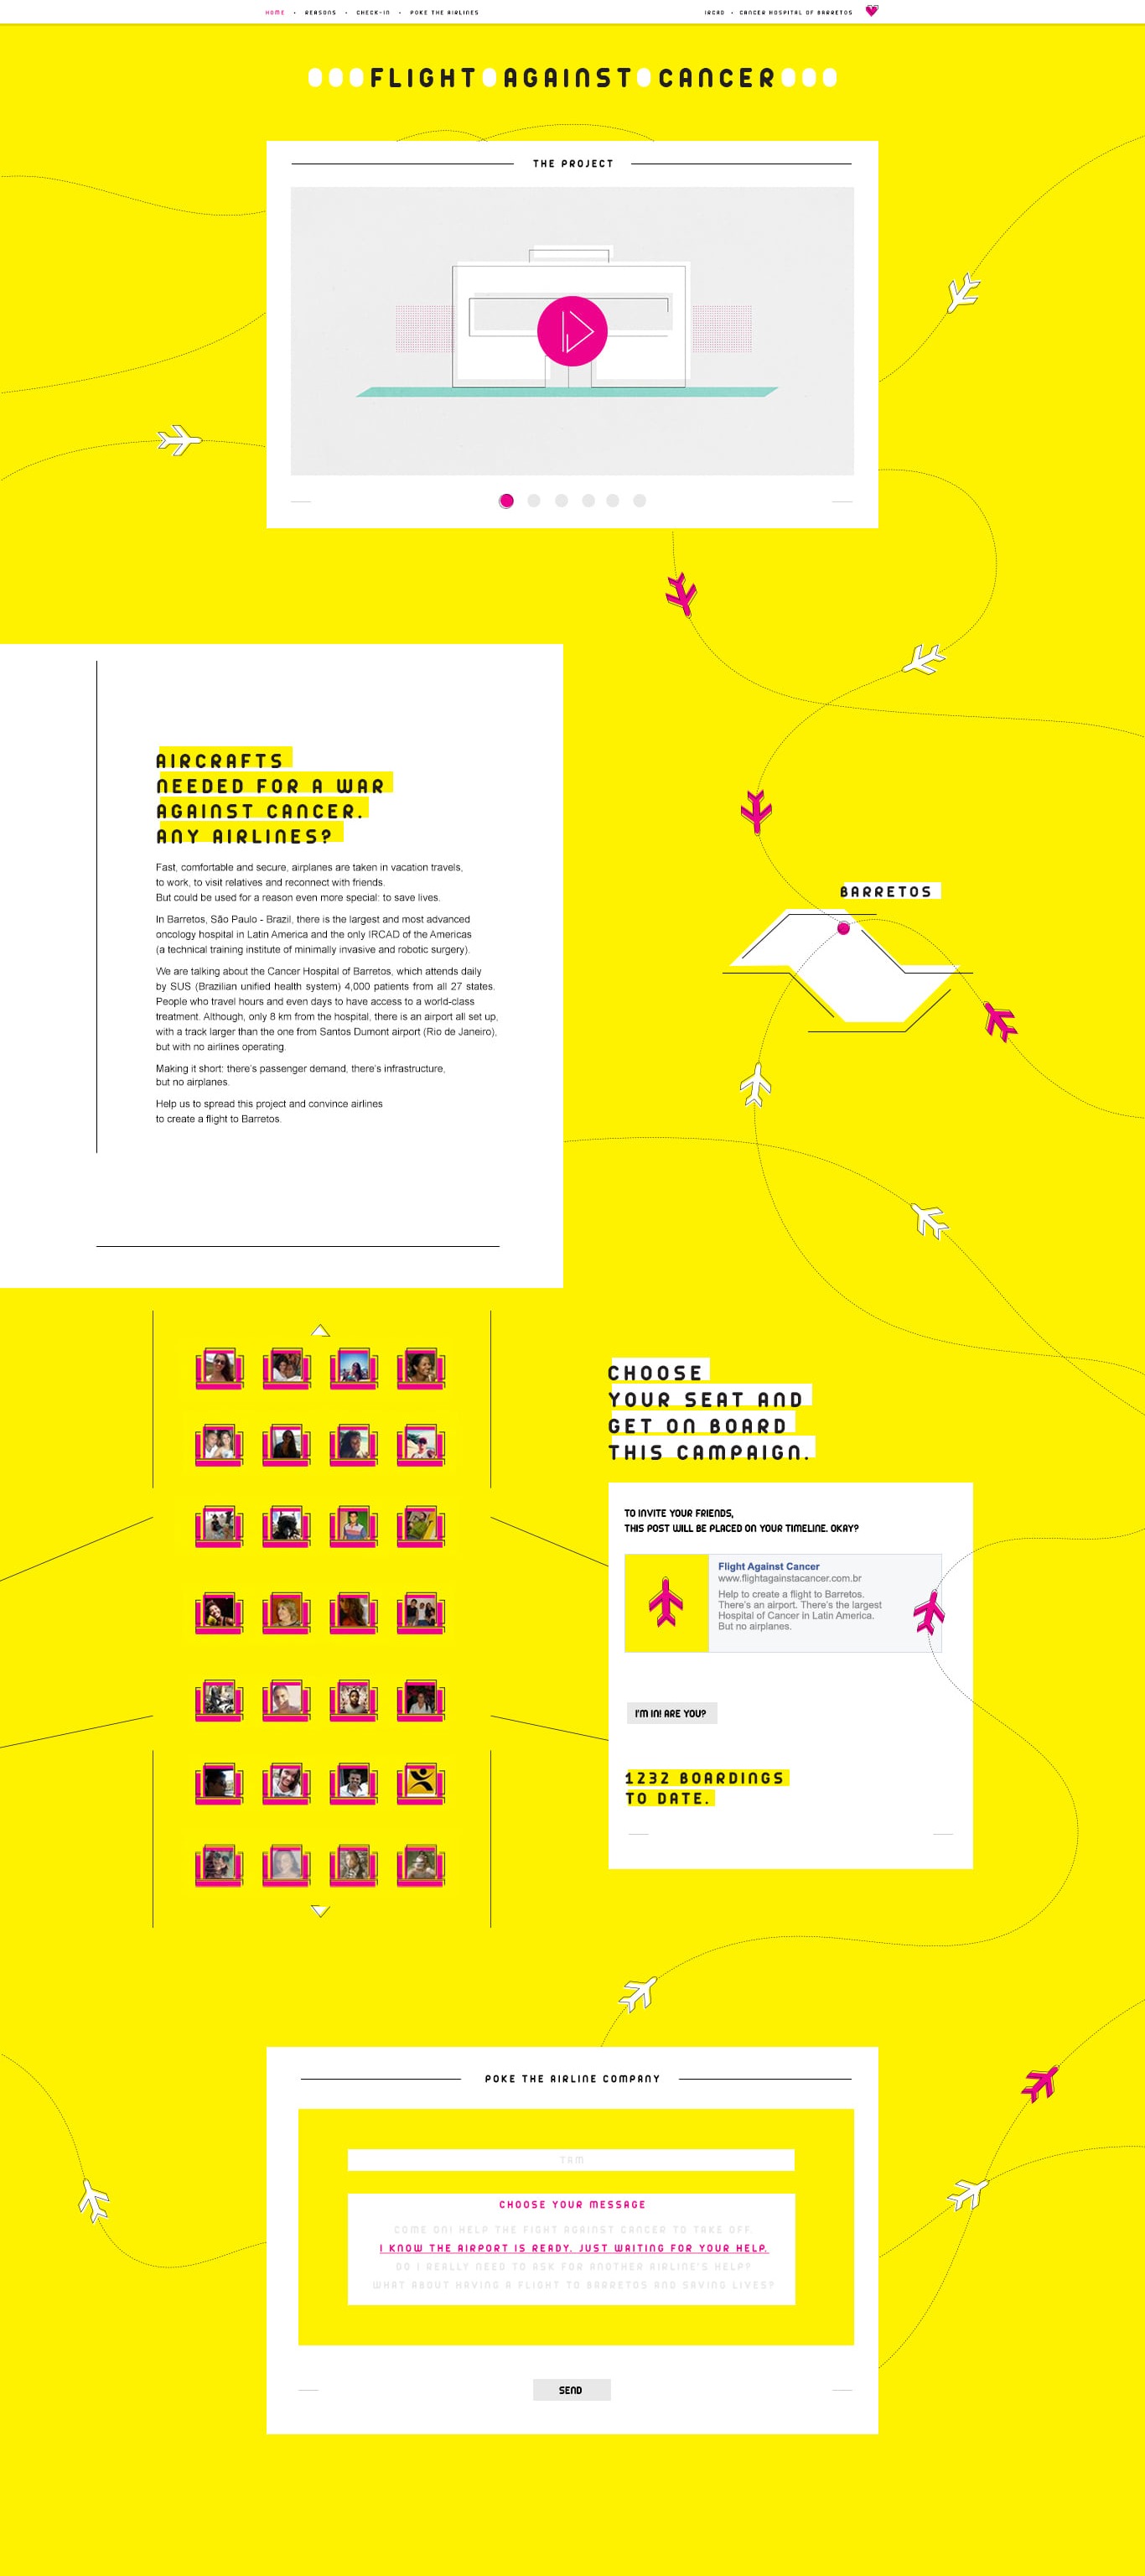 HOME • REASONS • CHECK-IN • POKE THE AIRLINES
IRCAD • CANCER HOSPITAL OF BARRETOS
FLIGHT AGAINST CANCER
THE PROJECT
AIRCRAFTS
NEEDED FOR A WAR
AGAINST CANCER.
ANY AIRLINES?
Fast, comfortable and secure, airplanes are taken in vacation travels,
to work, to visit relatives and reconnect with friends.
But could be used for a reason even more special: to save lives.
In Barretos, São Paulo - Brazil, there is the largest and most advanced
oncology hospital in Latin America and the only IRCAD of the Americas
(a technical training institute of minimally invasive and robotic surgery).
We are talking about the Cancer Hospital of Barretos, which attends daily
by SUS (Brazilian unified health system) 4,000 patients from all 27 states.
People who travel hours and even days to have access to a world-class
treatment. Although, only 8 km from the hospital, there is an airport all set up,
with a track larger than the one from Santos Dumont airport (Rio de Janeiro),
but with no airlines operating.
Making it short: there's passenger demand, there's infrastructure,
but no airplanes.
Help us to spread this project and convince airlines
to create a flight to Barretos.
BARRETOS
CHOOSE
YOUR SEAT AND
GET ON BOARD
THIS CAMPAIGN.
TO INVITE YOUR FRIENDS,
THIS POST WILL BE PLACED ON YOUR TIMELINE. OKAY?
Flight Against Cancer
www.flightagainstacancer.com.br
Help to create a flight to Barretos.
There's an airport. There's the largest
Hospital of Cancer in Latin America.
But no airplanes.
I'M IN! ARE YOU?
1232 BOARDINGS
TO DATE.
POKE THE AIRLINE COMPANY
TAM
CHOOSE YOUR MESSAGE
COME ON! HELP THE FIGHT AGAINST CANCER TO TAKE OFF.
I KNOW THE AIRPORT IS READY. JUST WAITING FOR YOUR HELP.
DO I REALLY NEED TO ASK FOR ANOTHER AIRLINE'S HELP?
WHAT ABOUT HAVING A FLIGHT TO BARRETOS AND SAVING LIVES?
SEND